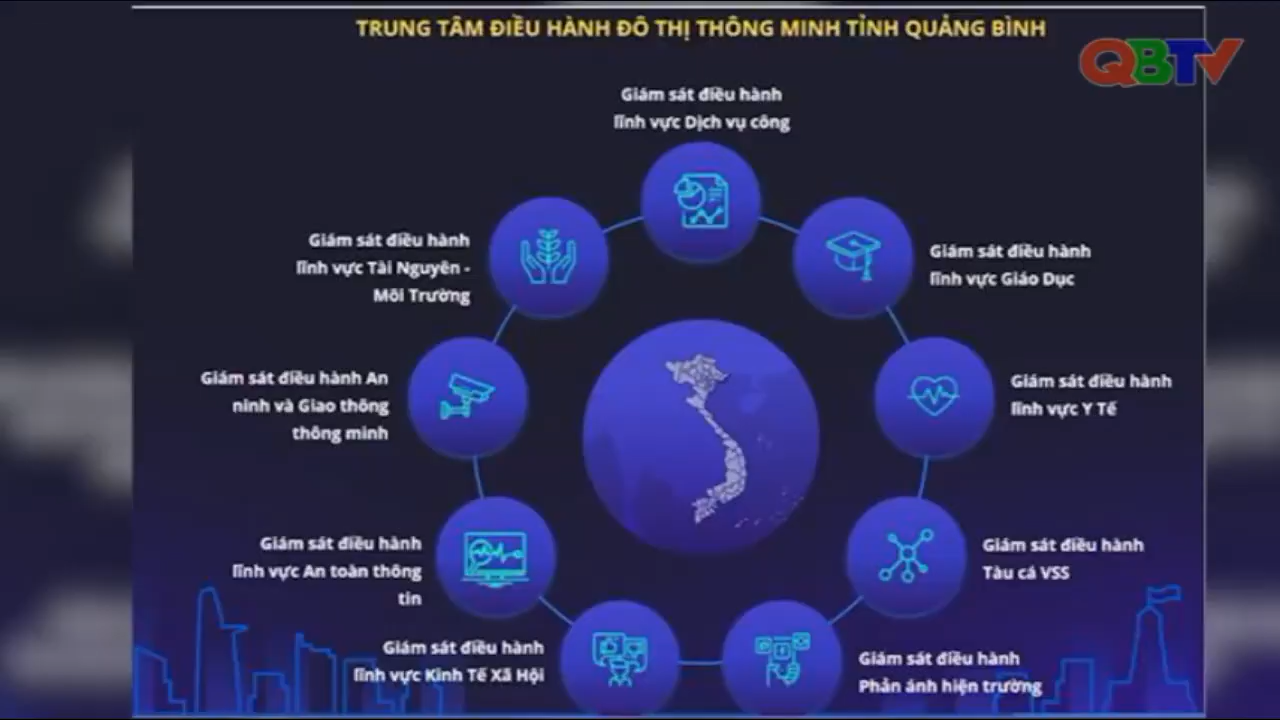 TRUNG TÂM ĐIỀU HÀNH ĐÔ THỊ THÔNG MINH TỈNH QUẢNG BÌNH
QBTV
Giám sát điều hành
lĩnh vực Dịch vụ công
Giám sát điều hành
lĩnh vực Tài Nguyên -
Môi Trường
Giám sát điều hành
lĩnh vực Giáo Dục
Giám sát điều hành An
ninh và Giao thông
thông minh
Giám sát điều hành
lĩnh vực Y Tế
Giám sát điều hành
lĩnh vực An toàn thông
tin
Giám sát điều hành
Tàu cá VSS
Giám sát điều hành
lĩnh vực Kinh Tế Xã Hội
Giám sát điều hành
Phản ánh hiện trường